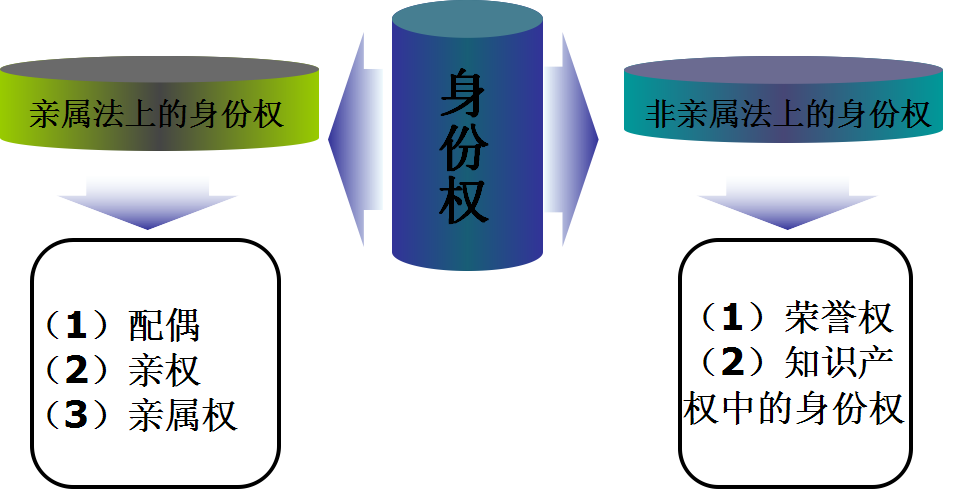 身份权
亲属法上的身份权
非亲属法上的身份权
（1）配偶
（2）亲权
（3）亲属权
（1）荣誉权
（2）知识产
权中的身份权